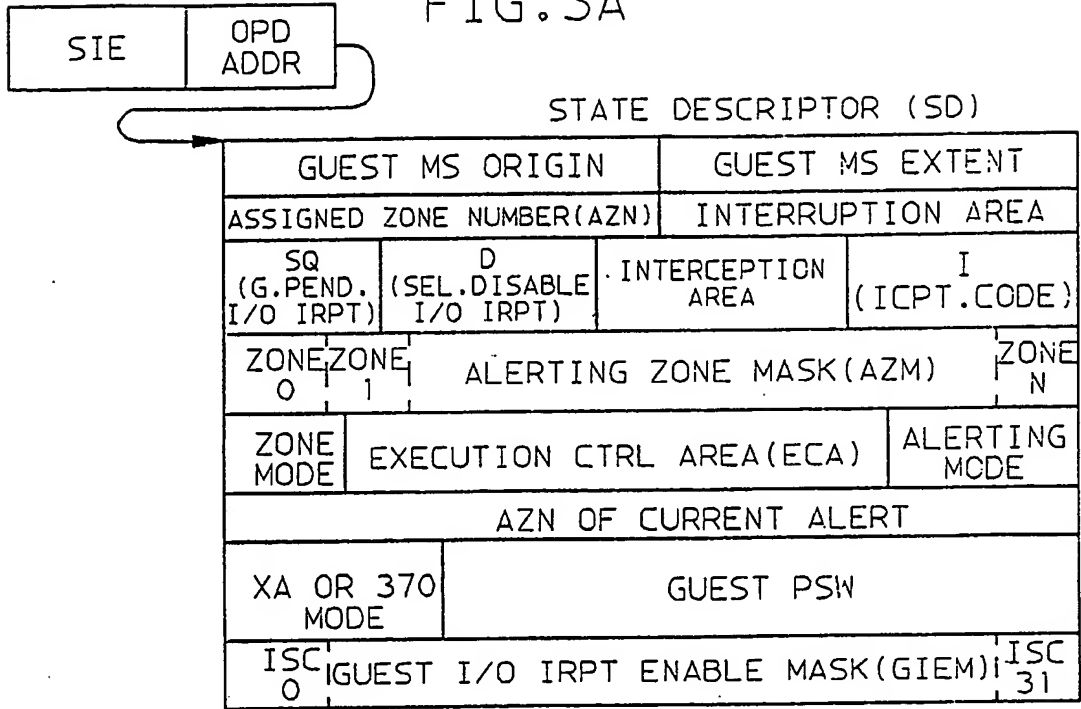 FIG.3A
SIE
OPD
ADDR
STATE DESCRIPTOR (SD)
GUEST MS ORIGIN
GUEST MS EXTENT
ASSIGNED ZONE NUMBER(AZN)
INTERRUPTION AREA
SQ
(G.PEND.
I/O IRPT)
D
(SEL.DISABLE
I/O IRPT)
INTERCEPTION
AREA
I
(ICPT.CODE)
ZONE
0
ZONE
1
ALERTING ZONE MASK(AZM)
ZONE
N
ZONE
MODE
EXECUTION CTRL AREA(ECA)
ALERTING
MODE
AZN OF CURRENT ALERT
XA OR 370
MODE
GUEST PSW
ISC
0
GUEST I/O IRPT ENABLE MASK(GIEM)
ISC
31